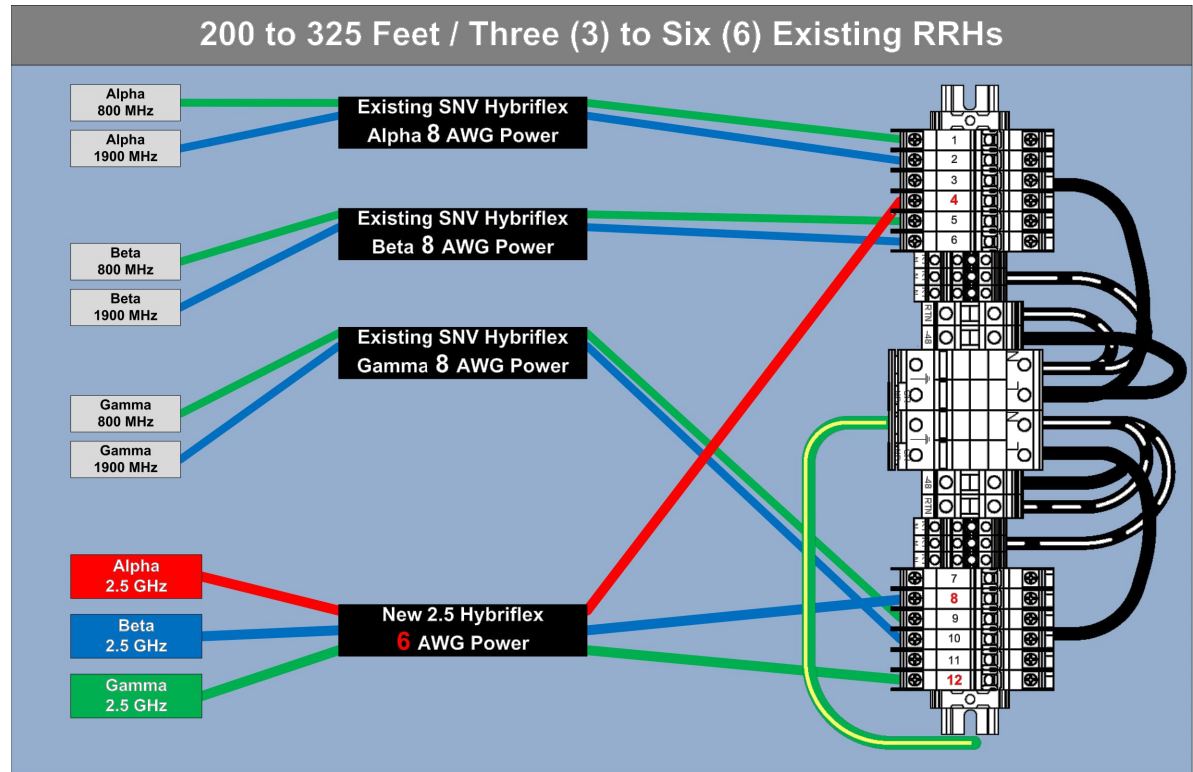 200 to 325 Feet / Three (3) to Six (6) Existing RRHs
Alpha
800 MHz
Alpha
1900 MHz
Existing SNV Hybriflex
Alpha 8 AWG Power
Beta
800 MHz
Beta
1900 MHz
Existing SNV Hybriflex
Beta 8 AWG Power
Gamma
800 MHz
Gamma
1900 MHz
Existing SNV Hybriflex
Gamma 8 AWG Power
Alpha
2.5 GHz
Beta
2.5 GHz
Gamma
2.5 GHz
New 2.5 Hybriflex
6 AWG Power
1
2
3
4
5
6
RTN
-48
N
L
N
L
-48
RTN
7
8
9
10
11
12